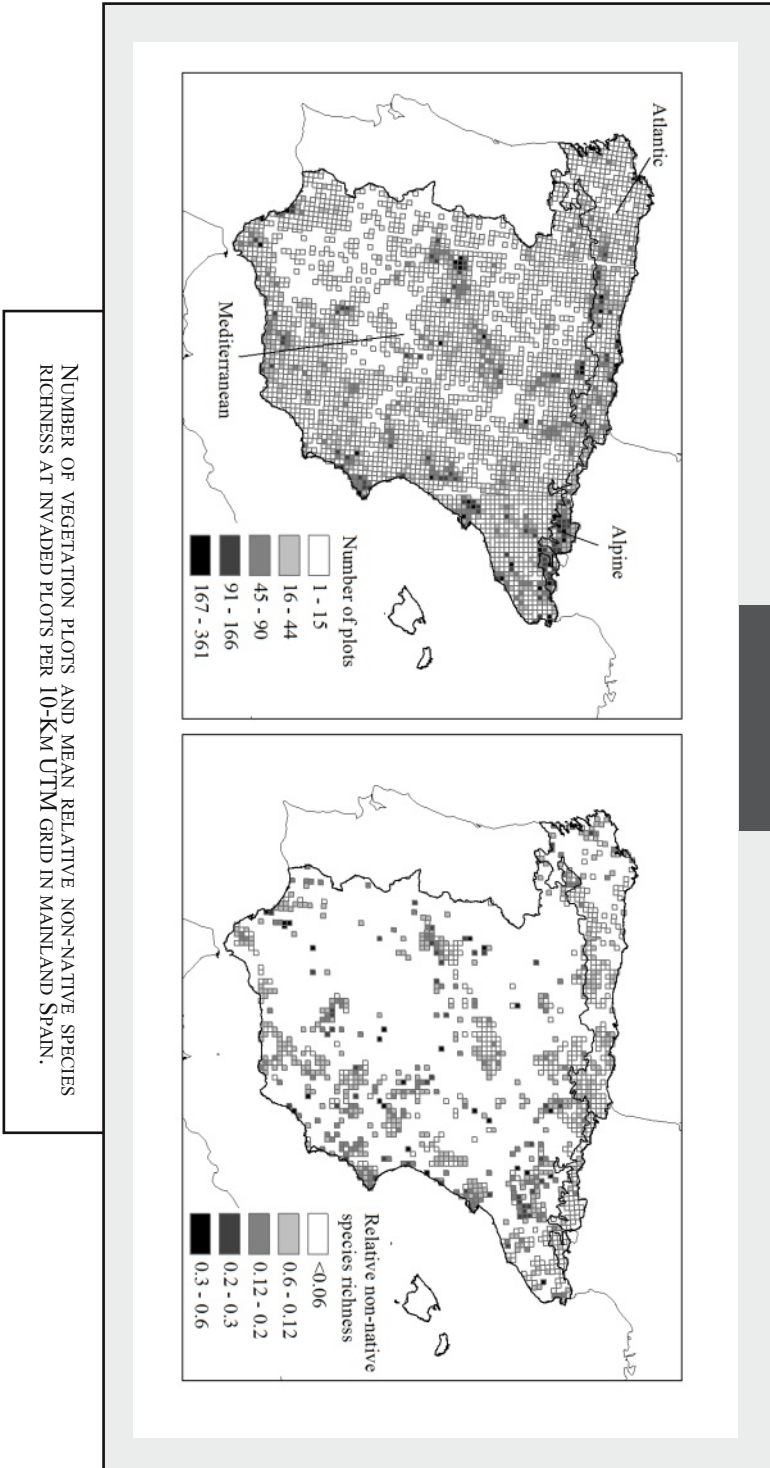 Atlantic
Mediterranean
Alpine
Number of plots
1 - 15
16 - 44
45 - 90
91 - 166
167 - 361
Relative non-native
species richness
<0.06
0.6 - 0.12
0.12 - 0.2
0.2 - 0.3
0.3 - 0.6
NUMBER OF VEGETATION PLOTS AND MEAN RELATIVE NON-NATIVE SPECIES
RICHNESS AT INVADED PLOTS PER 10-KM UTM GRID IN MAINLAND SPAIN.